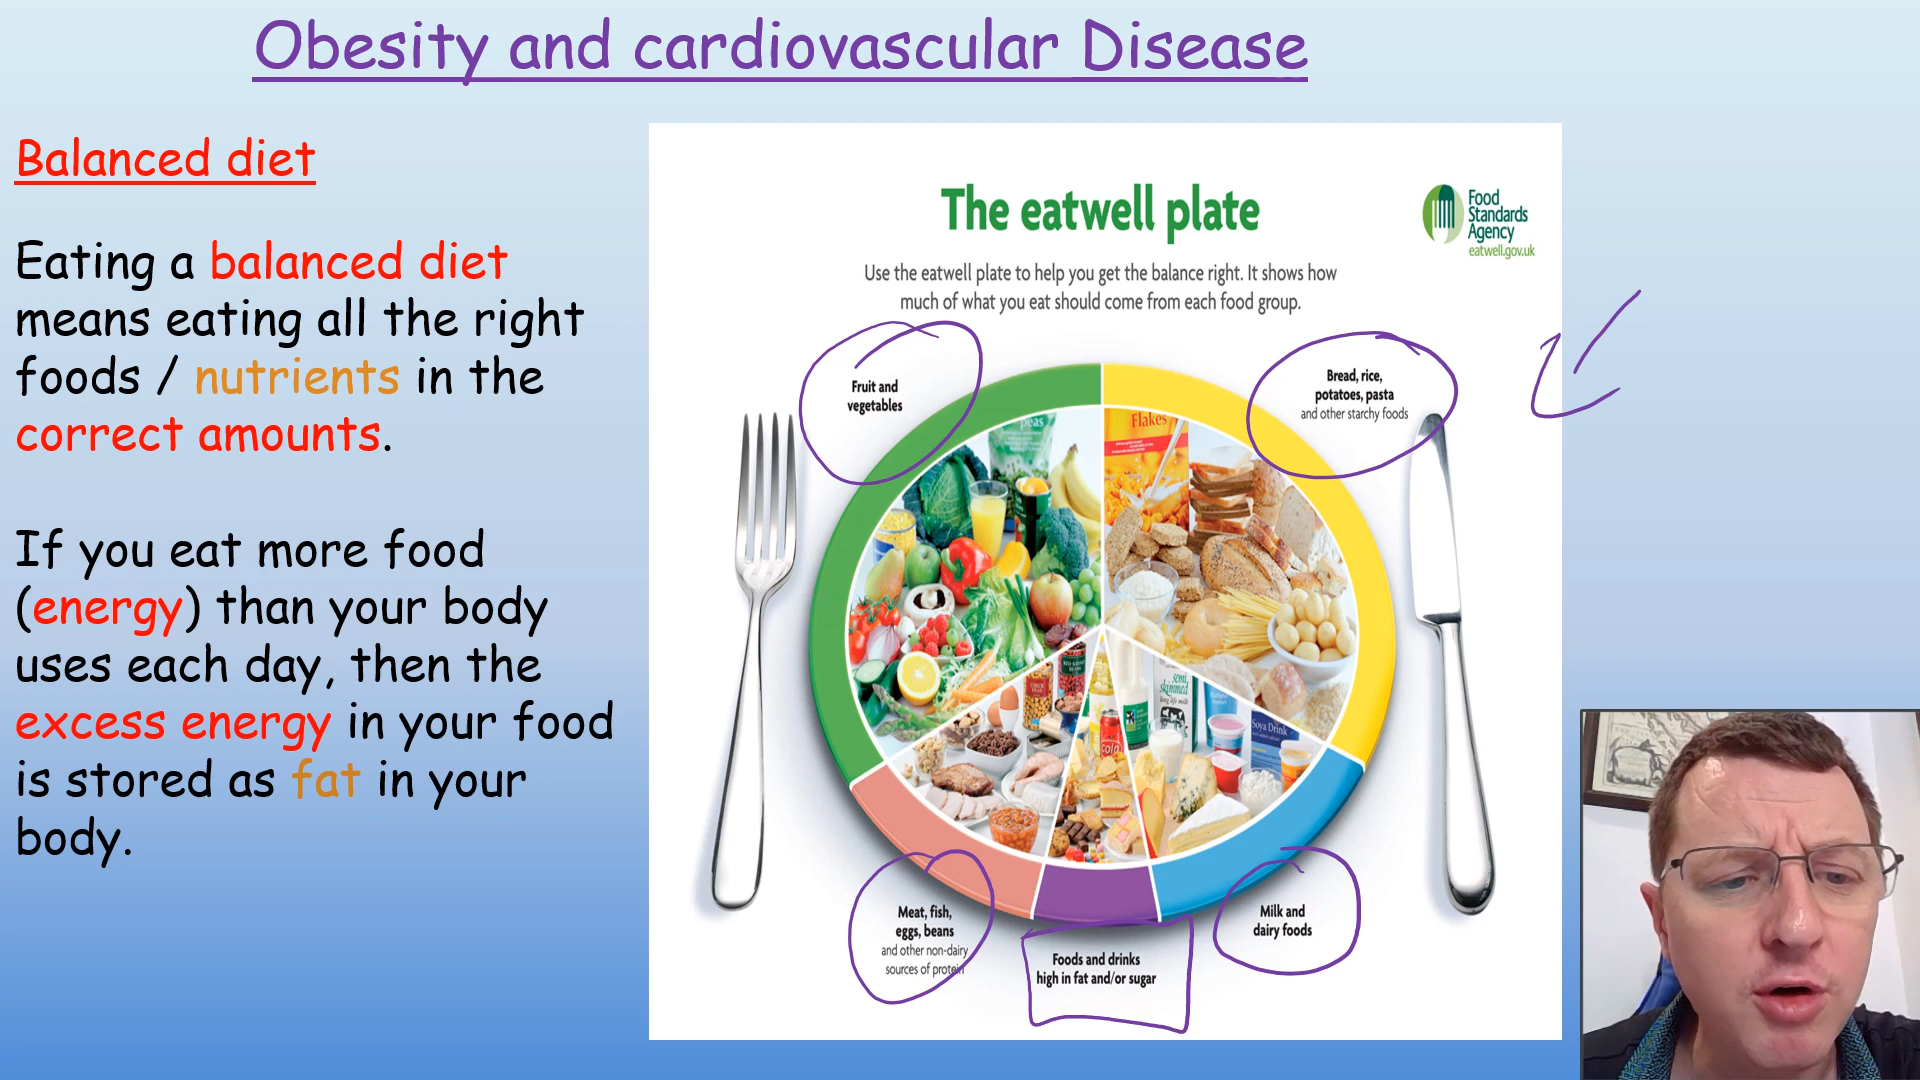 Obesity and cardiovascular Disease
Balanced diet
Eating a balanced diet
means eating all the right
foods / nutrients in the
correct amounts.
If you eat more food
(energy) than your body
uses each day, then the
excess energy in your food
is stored as fat in your
body.
The eatwell plate
Food
Standards
Agency
eatwell.gov.uk
Use the eatwell plate to help you get the balance right. It shows how
much of what you eat should come from each food group.
Fruit and
vegetables
Bread, rice,
potatoes, pasta
and other starchy foods
peas
Flakes
semi
skimmed
Soya Drink
cola
Meat, fish,
eggs, beans
and other non-dairy
sources of protein
Foods and drinks
high in fat and/or sugar
Milk and
dairy foods